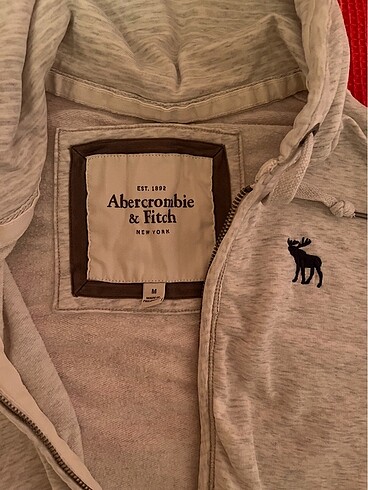 EST. 1892
Abercrombie
& Fitch
NEW YORK
M